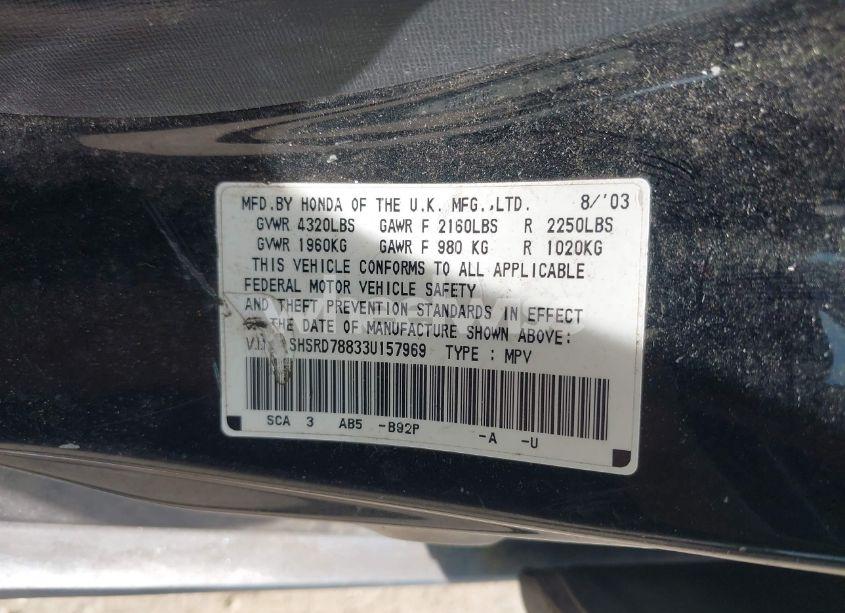 MFD.BY HONDA OF THE U.K. MFG.,LTD. 8/'03
GVWR 4320LBS GAWR F 2160LBS R 2250LBS
GVWR 1960KG GAWR F 980 KG R 1020KG
THIS VEHICLE CONFORMS TO ALL APPLICABLE
FEDERAL MOTOR VEHICLE SAFETY
AND THEFT PREVENTION STANDARDS IN EFFECT
THE DATE OF MANUFACTURE SHOWN ABOVE:
SHSRD78833U157969 TYPE : MPV
SCA 3 AB5 -B92P -A -U